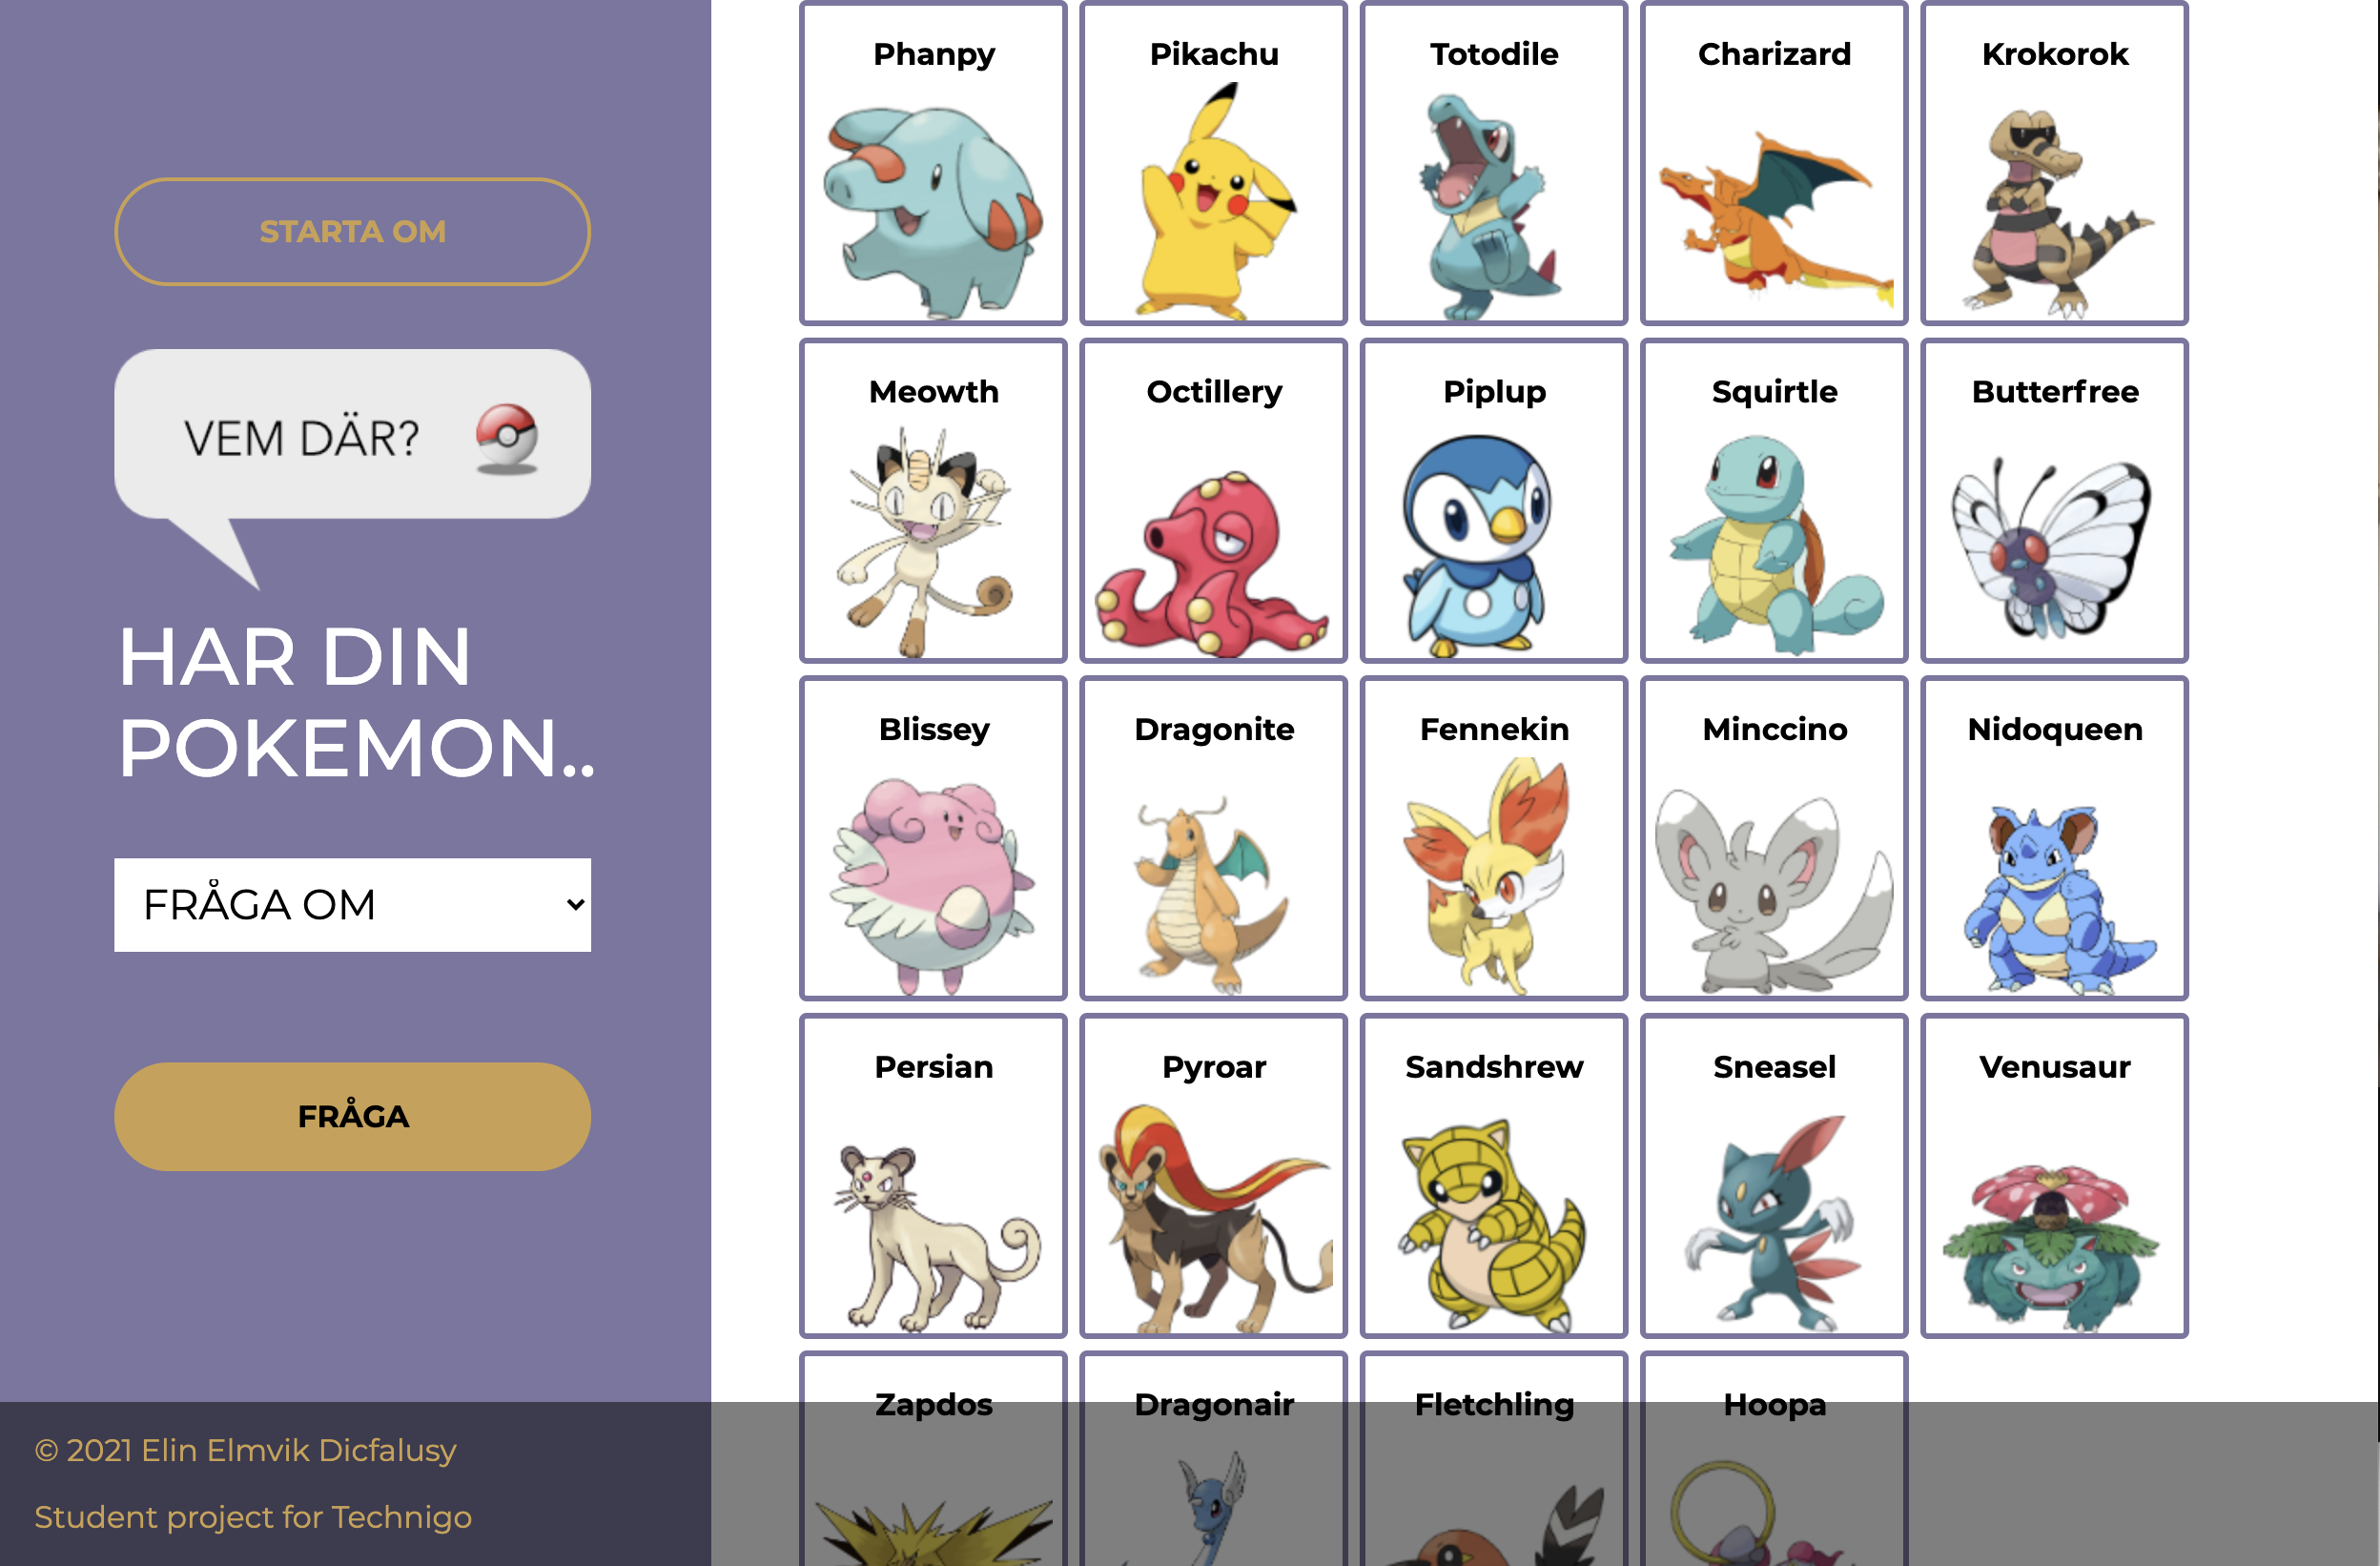 STARTA OM
VEM DÄR?
HAR DIN
POKEMON..
FRÅGA OM
FRÅGA
Phanpy
Pikachu
Totodile
Charizard
Krokorok
Meowth
Octillery
Piplup
Squirtle
Butterfree
Blissey
Dragonite
Fennekin
Minccino
Nidoqueen
Persian
Pyroar
Sandshrew
Sneasel
Venusaur
Zapdos
Dragonair
Fletchling
Hoopa
© 2021 Elin Elmvik Dicfalusy
Student project for Technigo